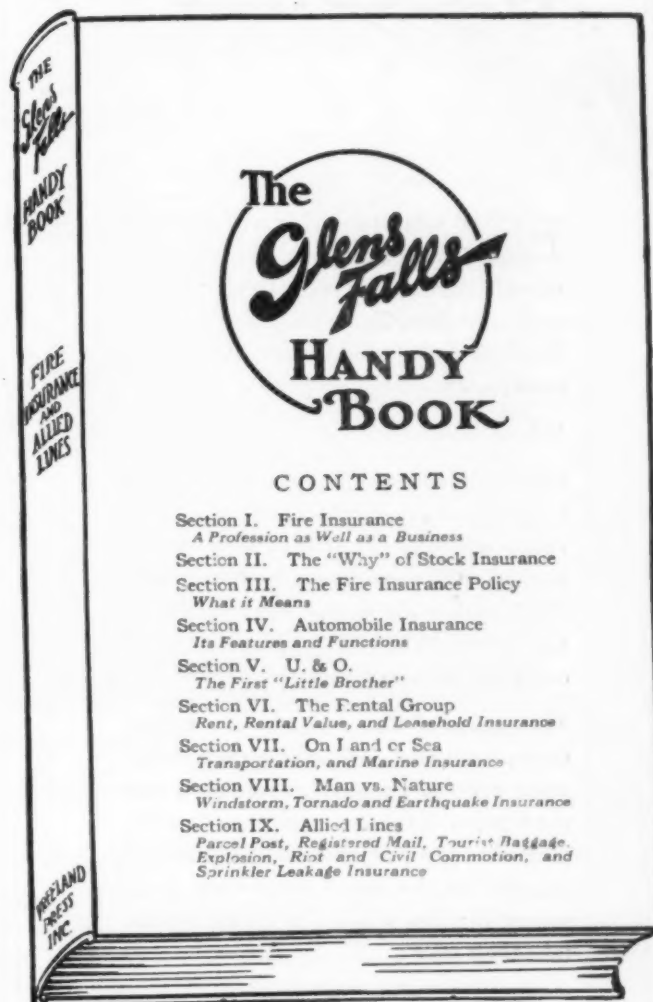 THE
Glens
Falls
HANDY
BOOK
FIRE
INSURANCE
AND
ALLIED
LINES
VREELAND
PRESS
INC.
The
Glens
Falls
HANDY
BOOK
CONTENTS
Section I. Fire Insurance
A Profession as Well as a Business
Section II. The "Why" of Stock Insurance
Section III. The Fire Insurance Policy
What it Means
Section IV. Automobile Insurance
Its Features and Functions
Section V. U. & O.
The First "Little Brother"
Section VI. The Rental Group
Rent, Rental Value, and Leasehold Insurance
Section VII. On Land or Sea
Transportation, and Marine Insurance
Section VIII. Man vs. Nature
Windstorm, Tornado and Earthquake Insurance
Section IX. Allied Lines
Parcel Post, Registered Mail, Tourist Baggage,
Explosion, Riot and Civil Commotion, and
Sprinkler Leakage Insurance